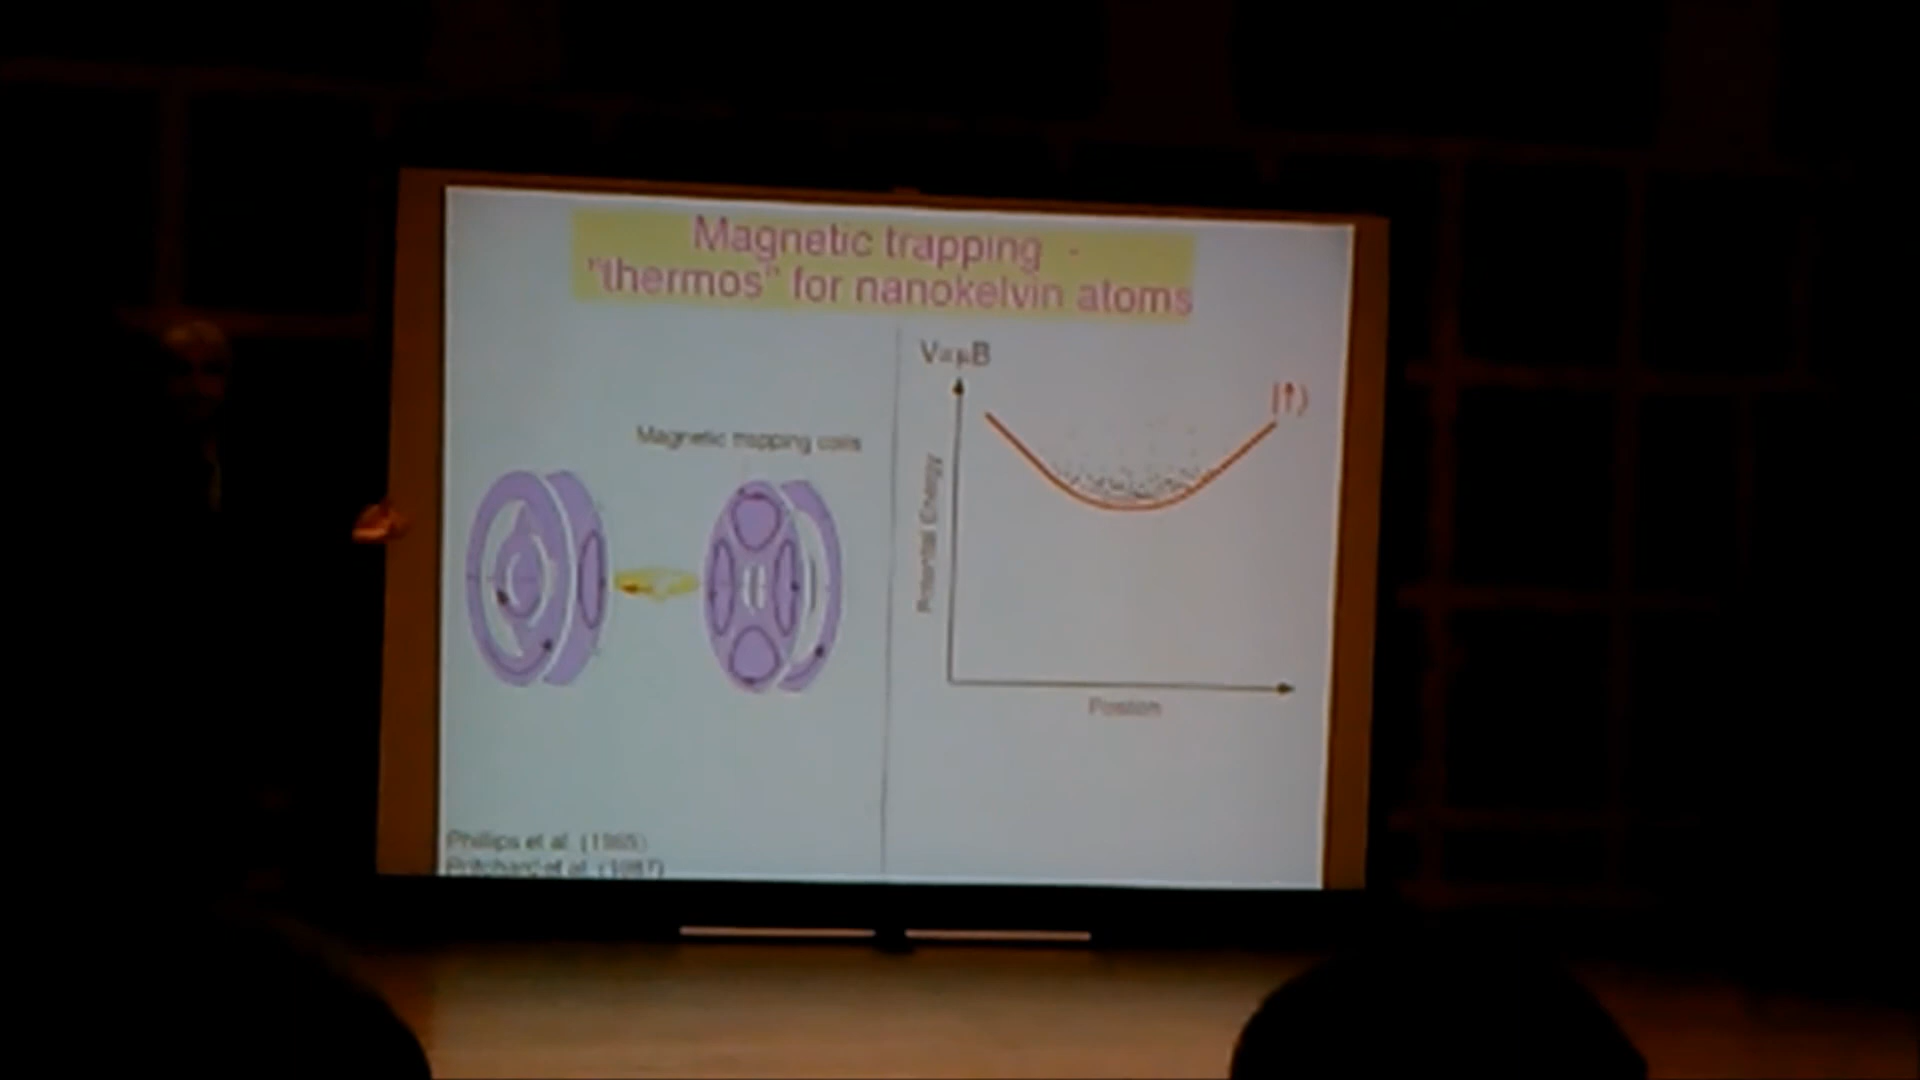 Magnetic trapping -
"thermos" for nanokelvin atoms
Magnetic trapping coils
V=μB
|↑⟩
Potential Energy
Position
Phillips et al. (1985)
Pritchard et al. (1987)